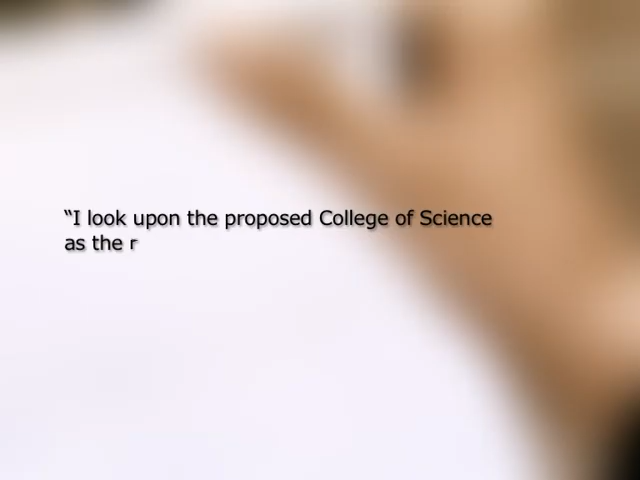 “I look upon the proposed College of Science
as the r